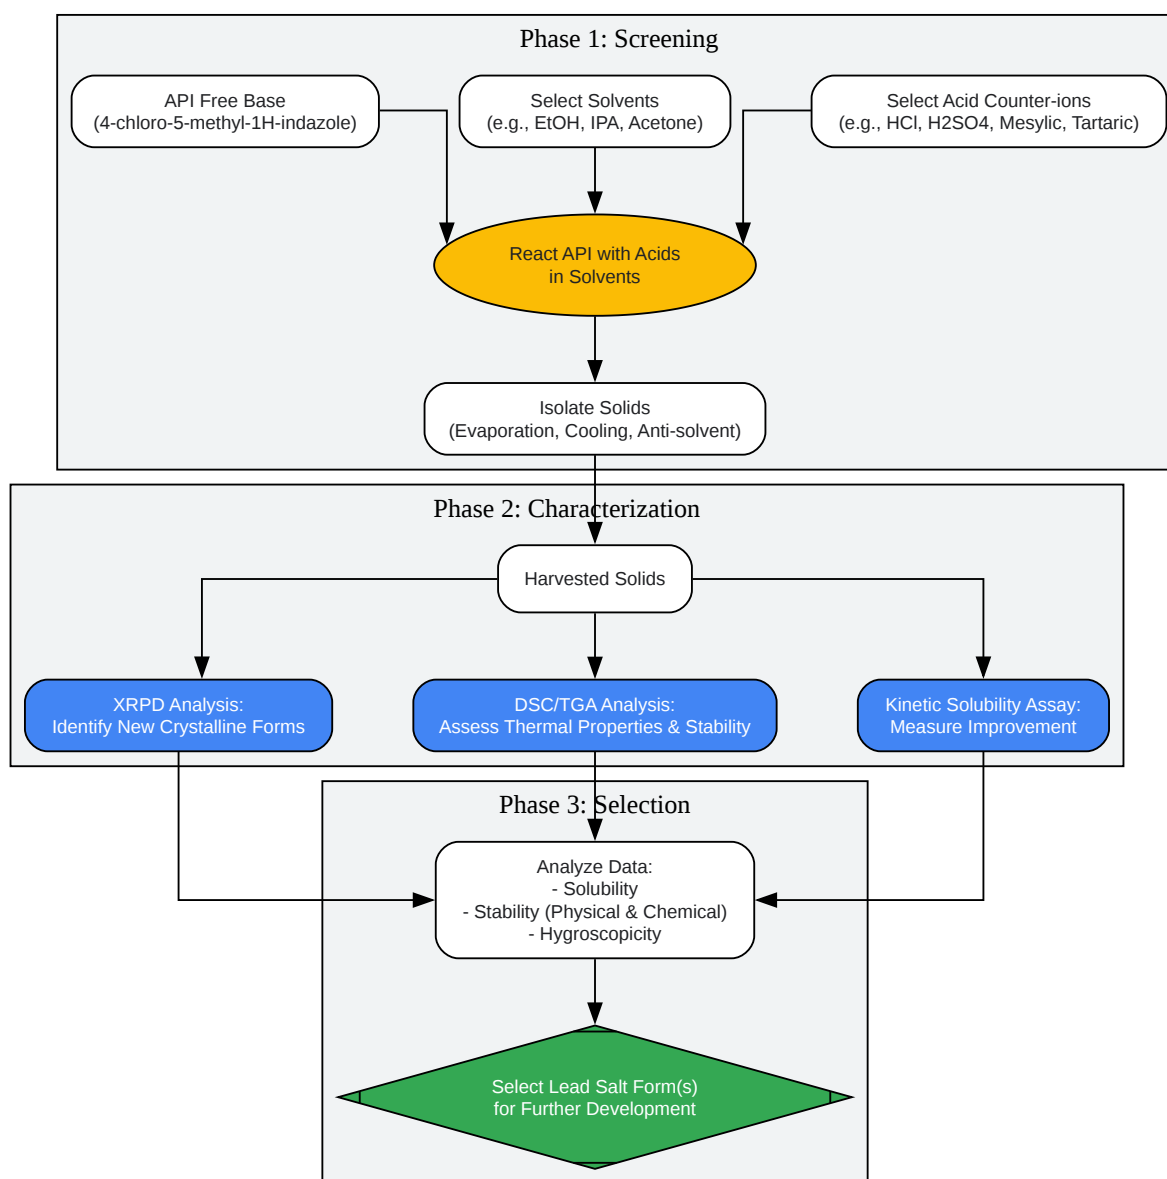 Phase 1: Screening
API Free Base
(4-chloro-5-methyl-1H-indazole)
Select Solvents
(e.g., EtOH, IPA, Acetone)
Select Acid Counter-ions
(e.g., HCl, H2SO4, Mesylic, Tartaric)
React API with Acids
in Solvents
Isolate Solids
(Evaporation, Cooling, Anti-solvent)
Phase 2: Characterization
Harvested Solids
XRPD Analysis:
Identify New Crystalline Forms
DSC/TGA Analysis:
Assess Thermal Properties & Stability
Kinetic Solubility Assay:
Measure Improvement
Phase 3: Selection
Analyze Data:
- Solubility
- Stability (Physical & Chemical)
- Hygroscopicity
Select Lead Salt Form(s)
for Further Development